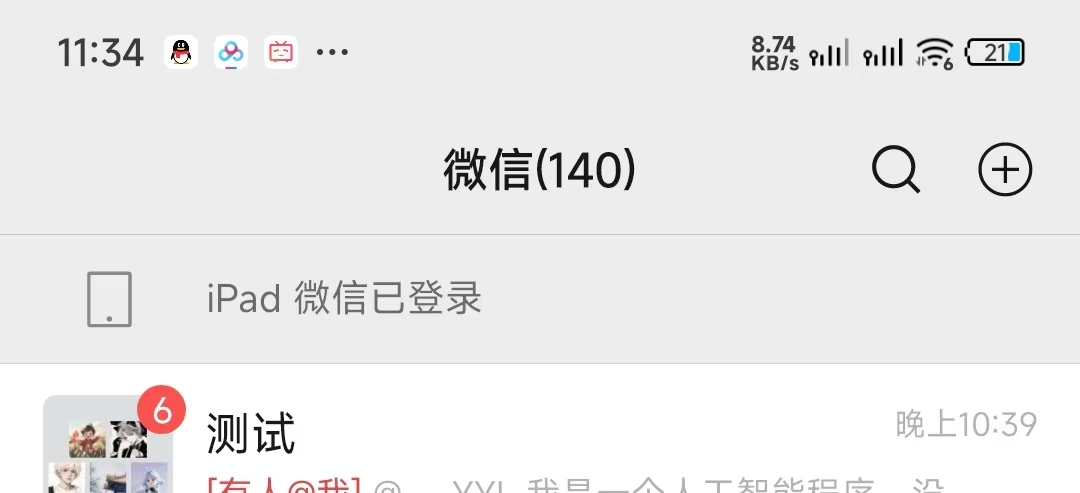 11:34 ... 8.74 KB/s 6 21
微信(140)
iPad 微信已登录
6
测试 晚上10:39
[有人@我] @ YYL 我是一个人工智能程序，没